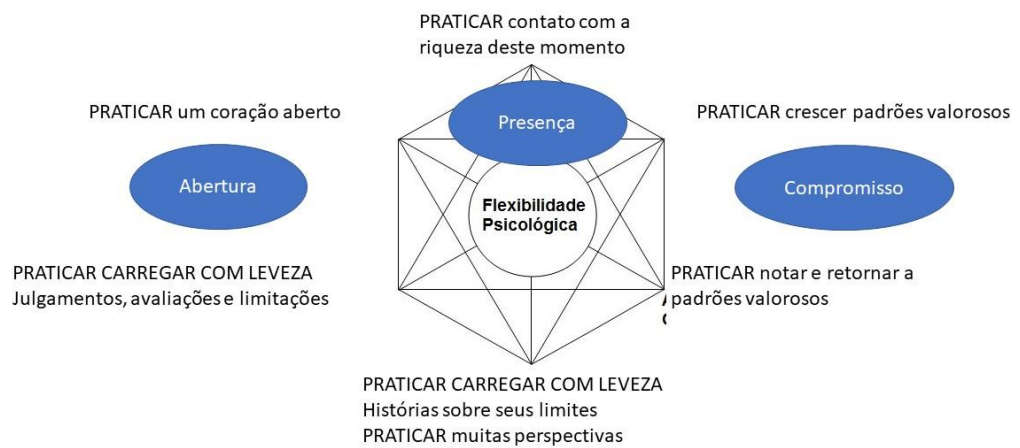 PRATICAR contato com a
riqueza deste momento
PRATICAR um coração aberto
Presença
PRATICAR crescer padrões valorosos
Abertura
Compromisso
Flexibilidade
Psicológica
PRATICAR CARREGAR COM LEVEZA
Julgamentos, avaliações e limitações
PRATICAR notar e retornar a
padrões valorosos
PRATICAR CARREGAR COM LEVEZA
Histórias sobre seus limites
PRATICAR muitas perspectivas